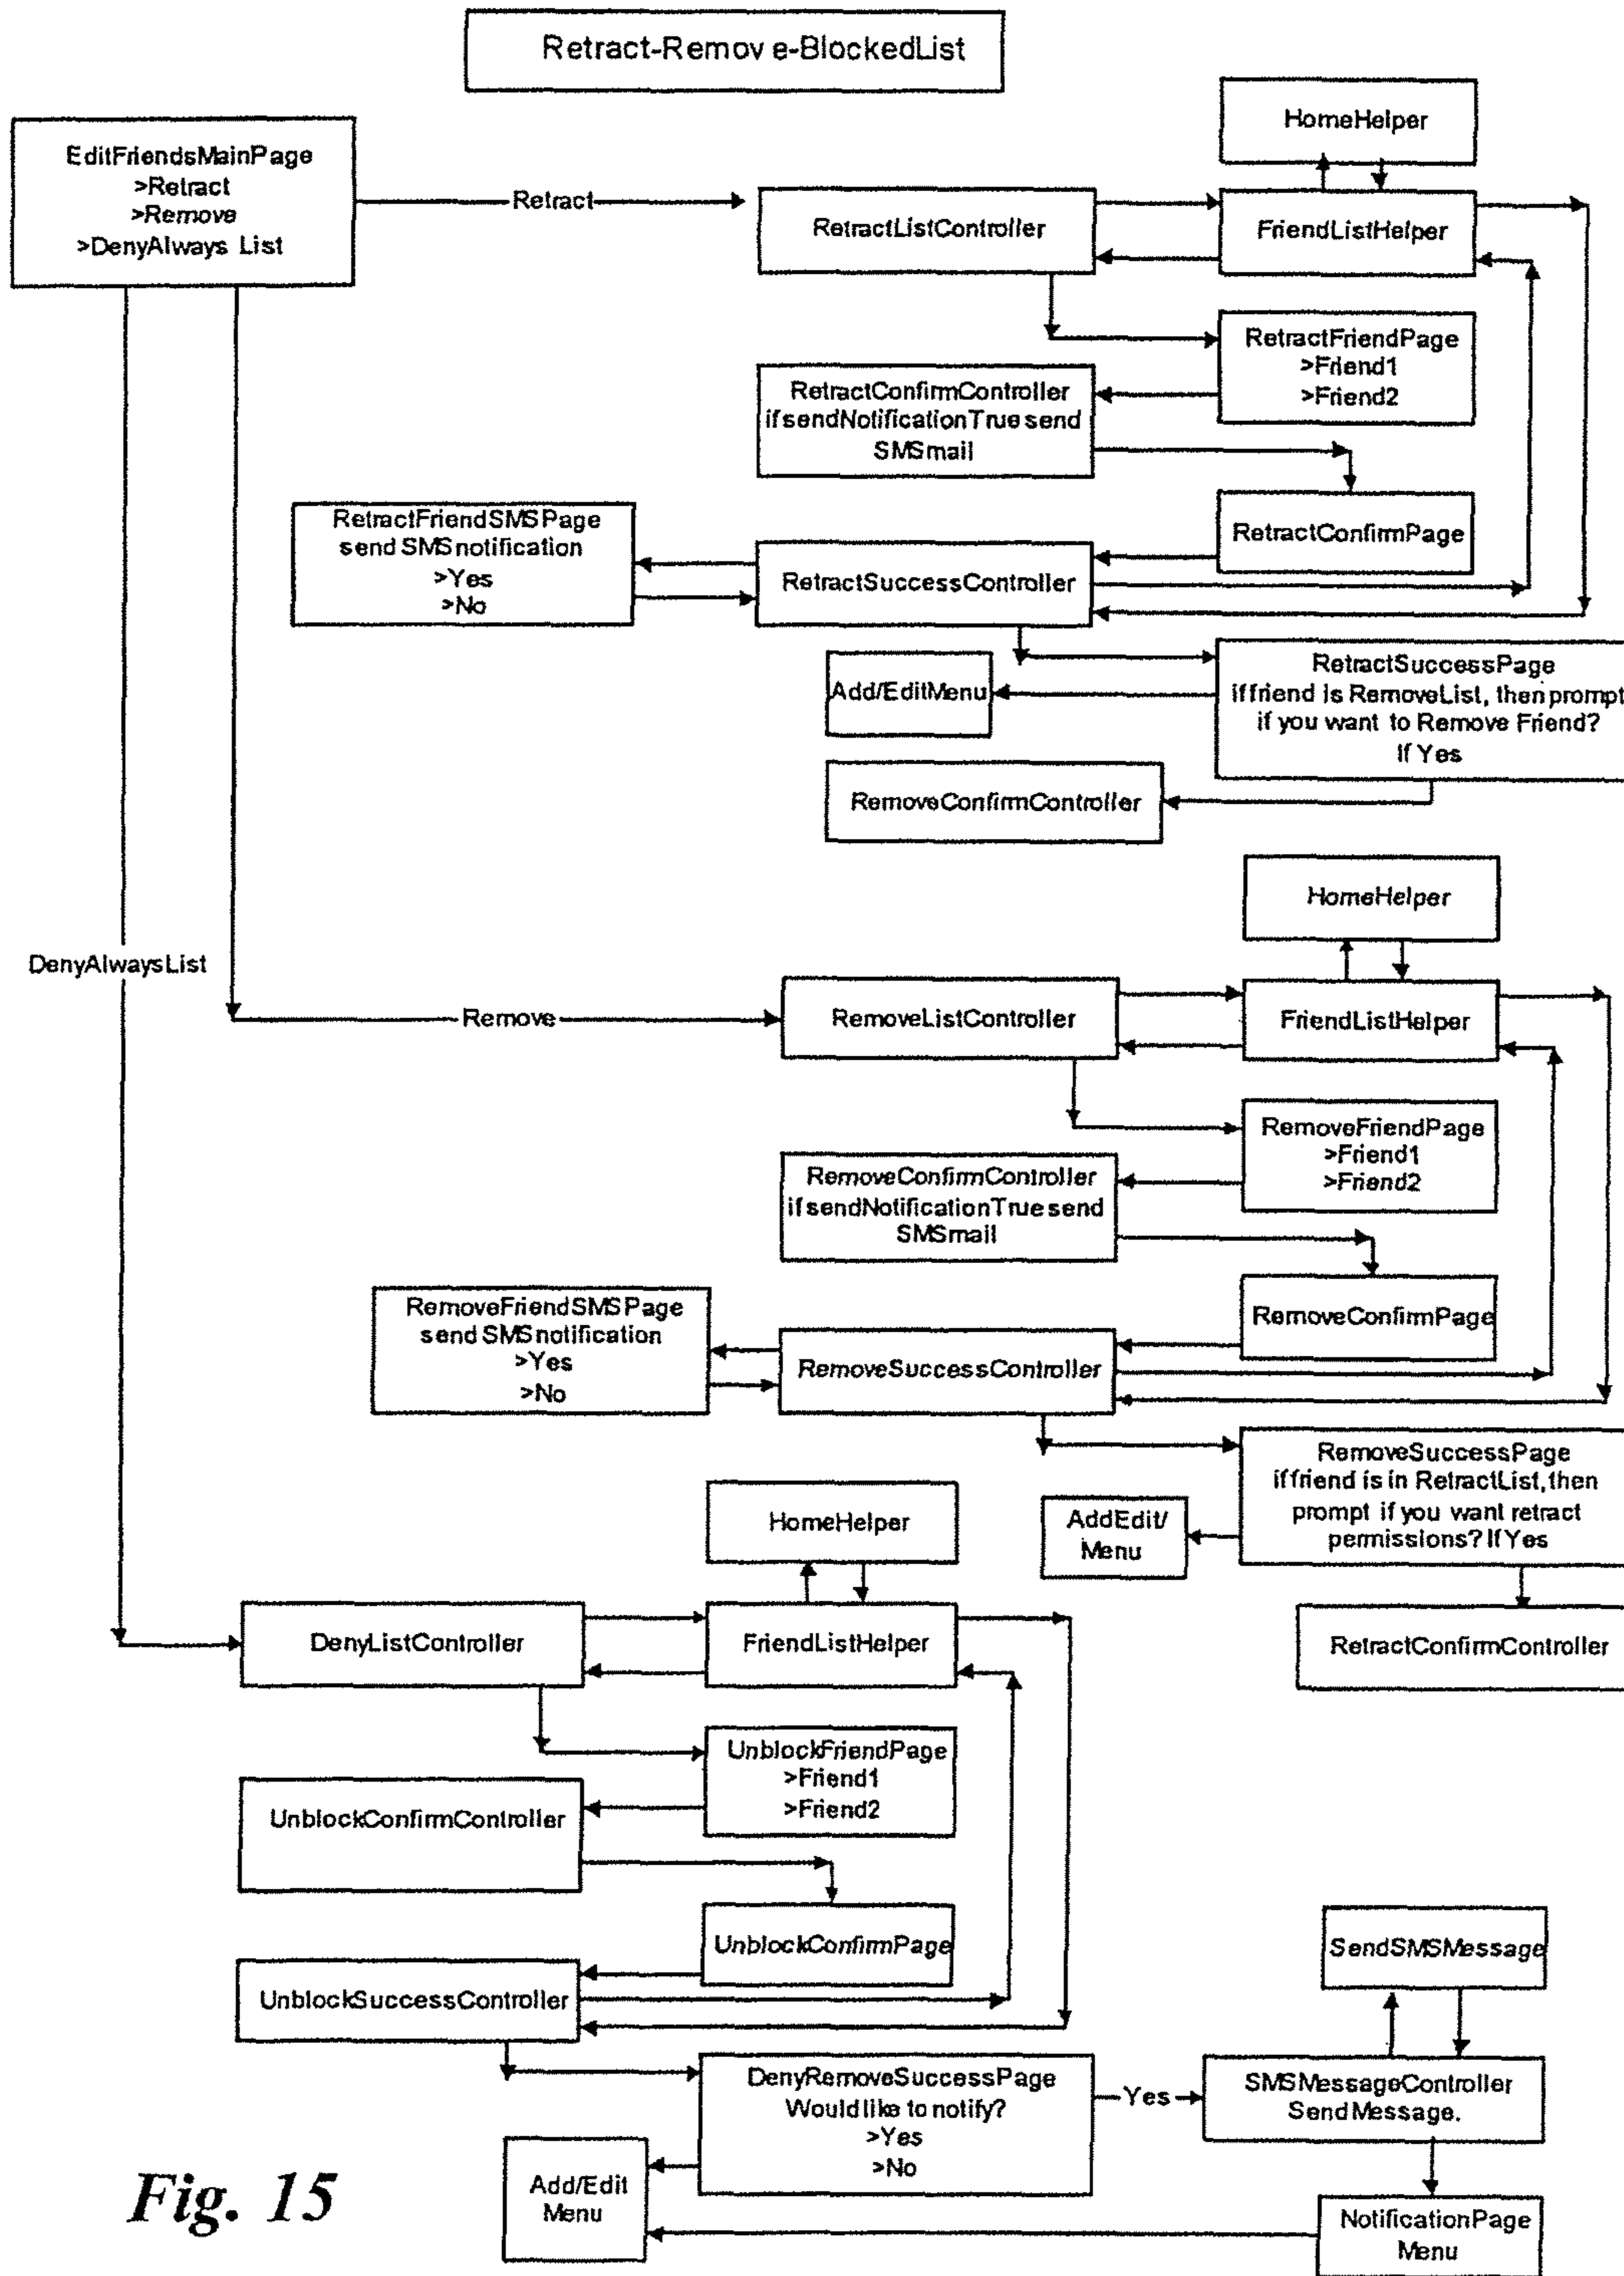 Retract-Remove-BlockedList
HomeHelper
EditFriendsMainPage
>Retract
>Remove
>DenyAlways List
Retract
RetractListController
FriendListHelper
RetractFriendPage
>Friend1
>Friend2
RetractConfirmController
if sendNotificationTrue send
SMSmail
RetractConfirmPage
RetractFriendSMSPage
send SMSnotification
>Yes
>No
RetractSuccessController
RetractSuccessPage
if friend is RemoveList, then prompt
if you want to Remove Friend?
If Yes
Add/EditMenu
RemoveConfirmController
HomeHelper
DenyAlwaysList
Remove
RemoveListController
FriendListHelper
RemoveFriendPage
>Friend1
>Friend2
RemoveConfirmController
if sendNotificationTrue send
SMSmail
RemoveConfirmPage
RemoveFriendSMSPage
send SMSnotification
>Yes
>No
RemoveSuccessController
RemoveSuccessPage
if friend is in RetractList, then
prompt if you want retract
permissions? If Yes
AddEdit/
Menu
RetractConfirmController
HomeHelper
DenyListController
FriendListHelper
UnblockFriendPage
>Friend1
>Friend2
UnblockConfirmController
UnblockConfirmPage
UnblockSuccessController
SendSMSMessage
DenyRemoveSuccessPage
Would like to notify?
>Yes
>No
Yes
SMSMessageController
SendMessage.
Add/Edit
Menu
NotificationPage
Menu
Fig. 15